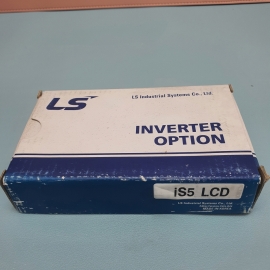 LS
LS Industrial Systems Co., Ltd.
INVERTER
OPTION
iS5 LCD
LS Industrial Systems Co., Ltd.